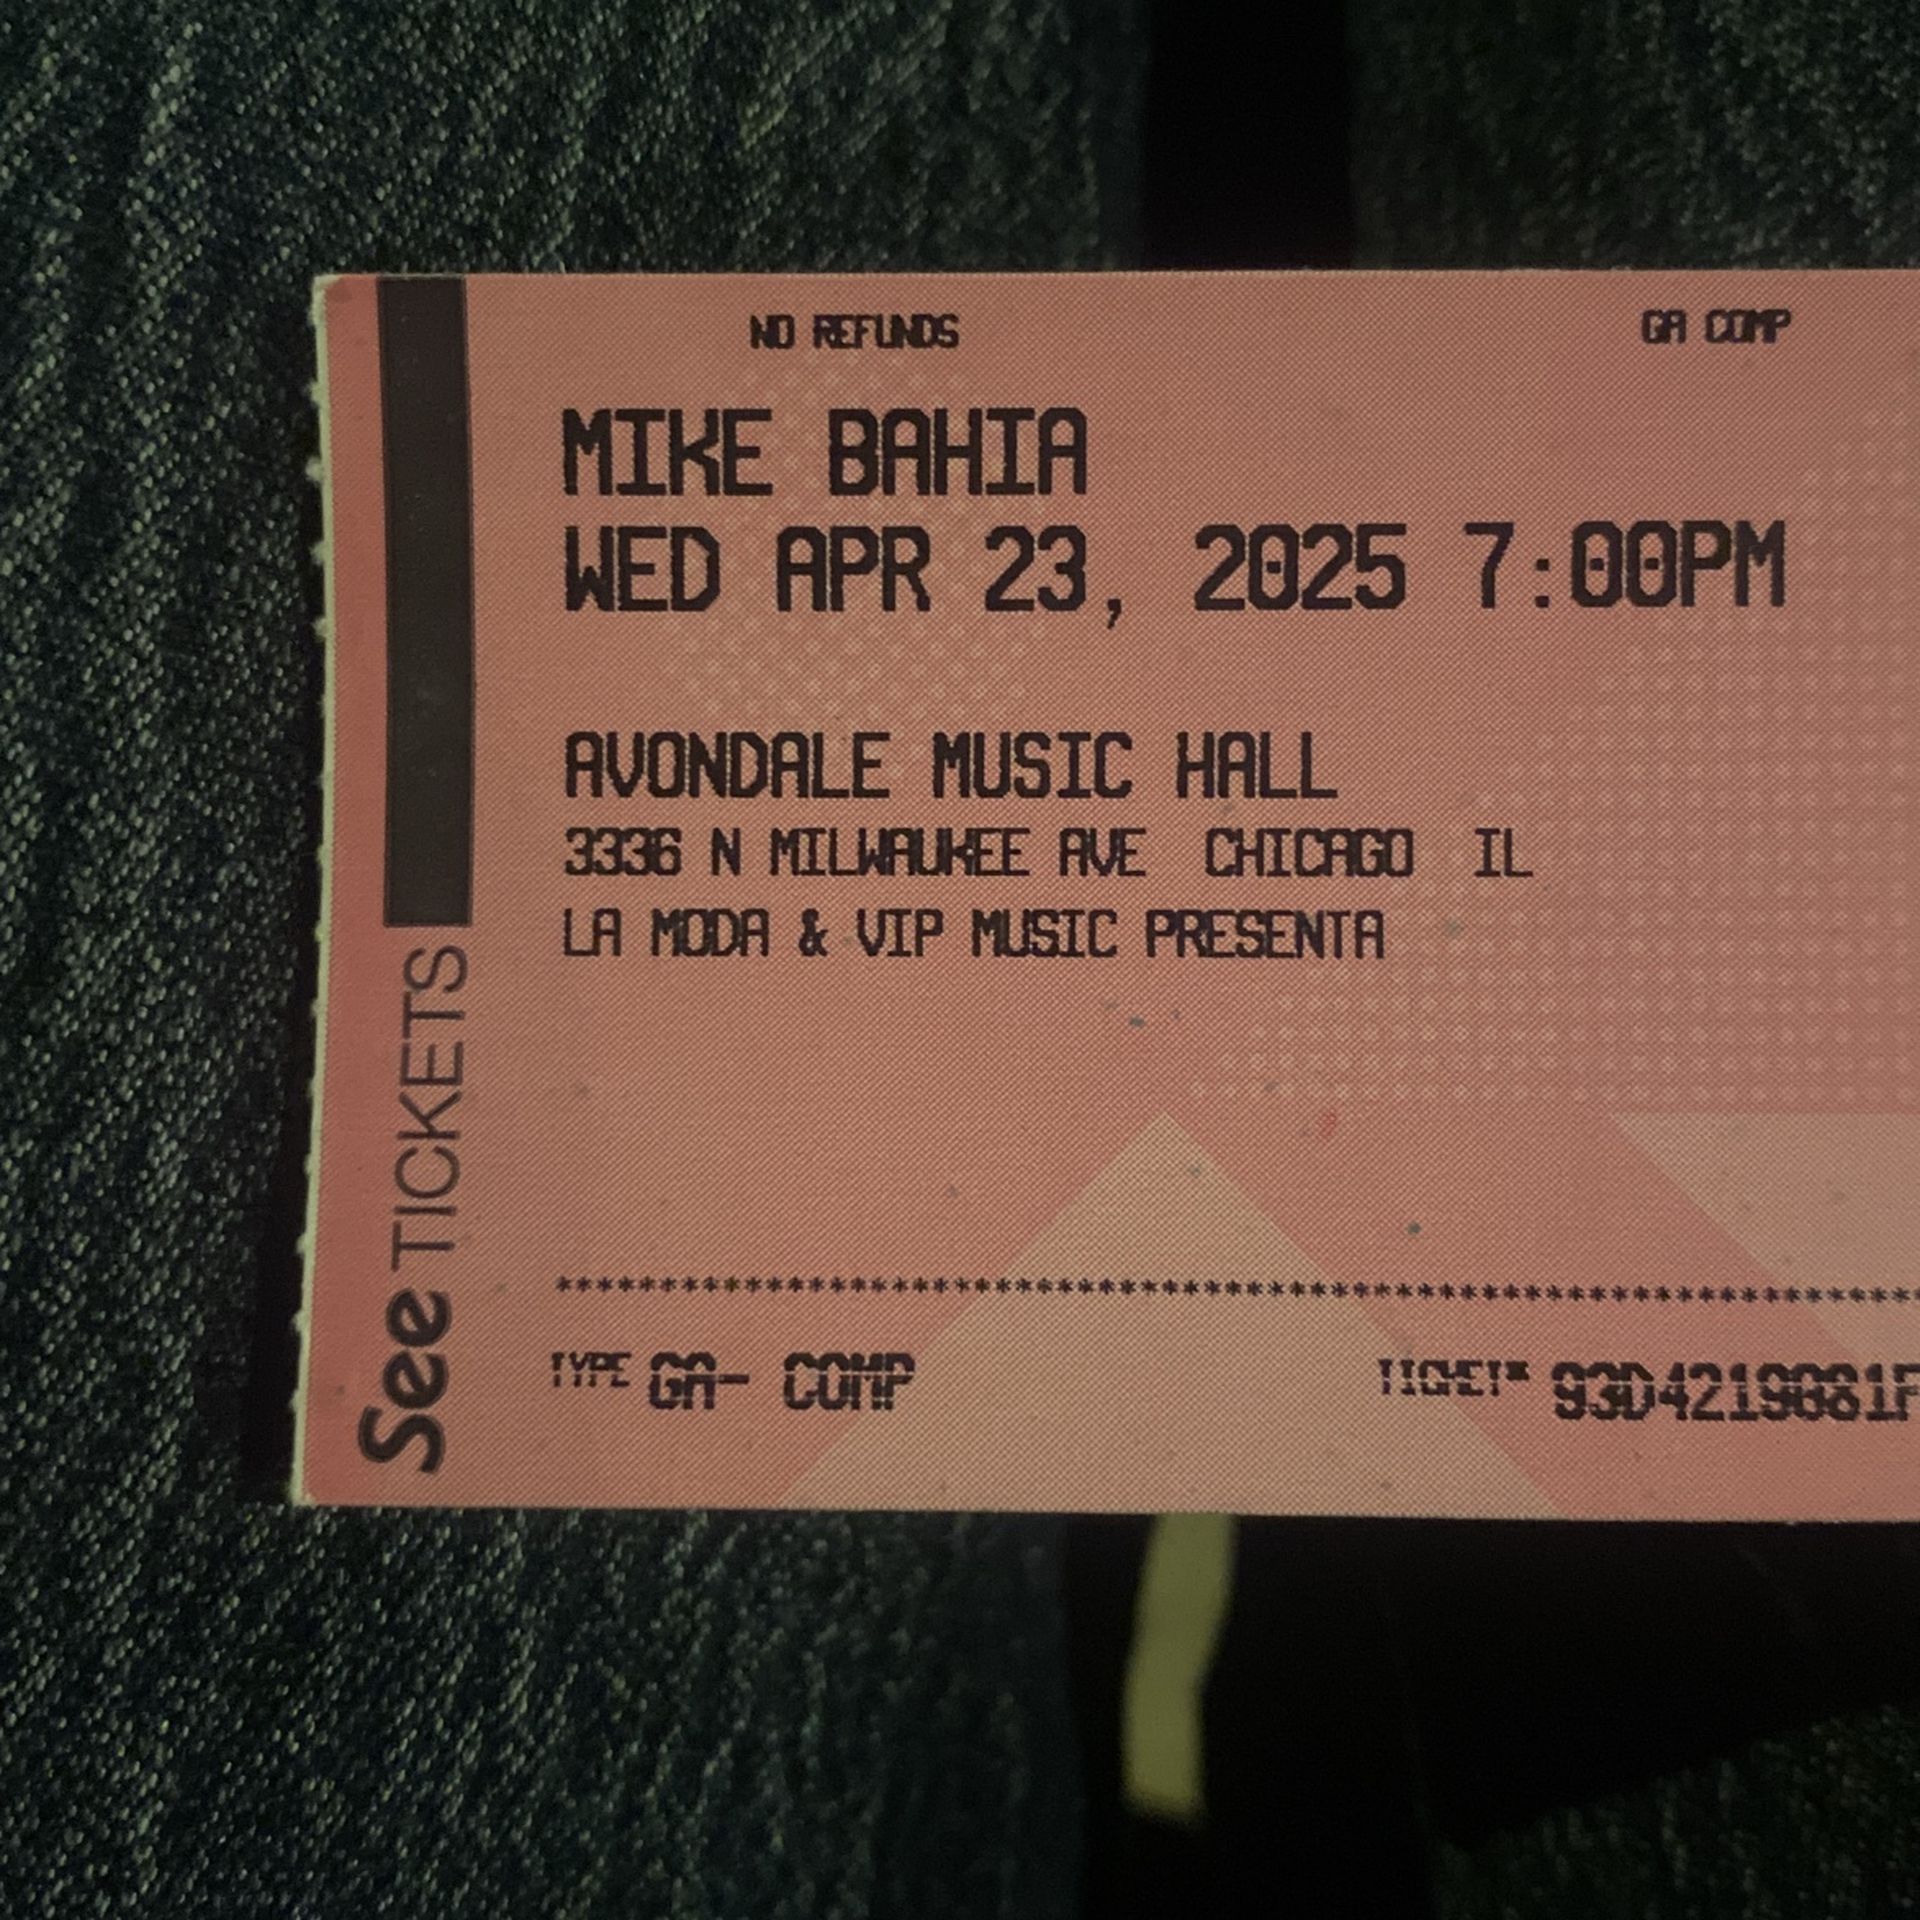 NO REFUNDS GA COMP
MIKE BAHIA
WED APR 23, 2025 7:00PM
AVONDALE MUSIC HALL
3336 N MILWAUKEE AVE CHICAGO IL
LA MODA & VIP MUSIC PRESENTA
*****************************************************************
TYPE GA- COMP TICKET#
See TICKETS